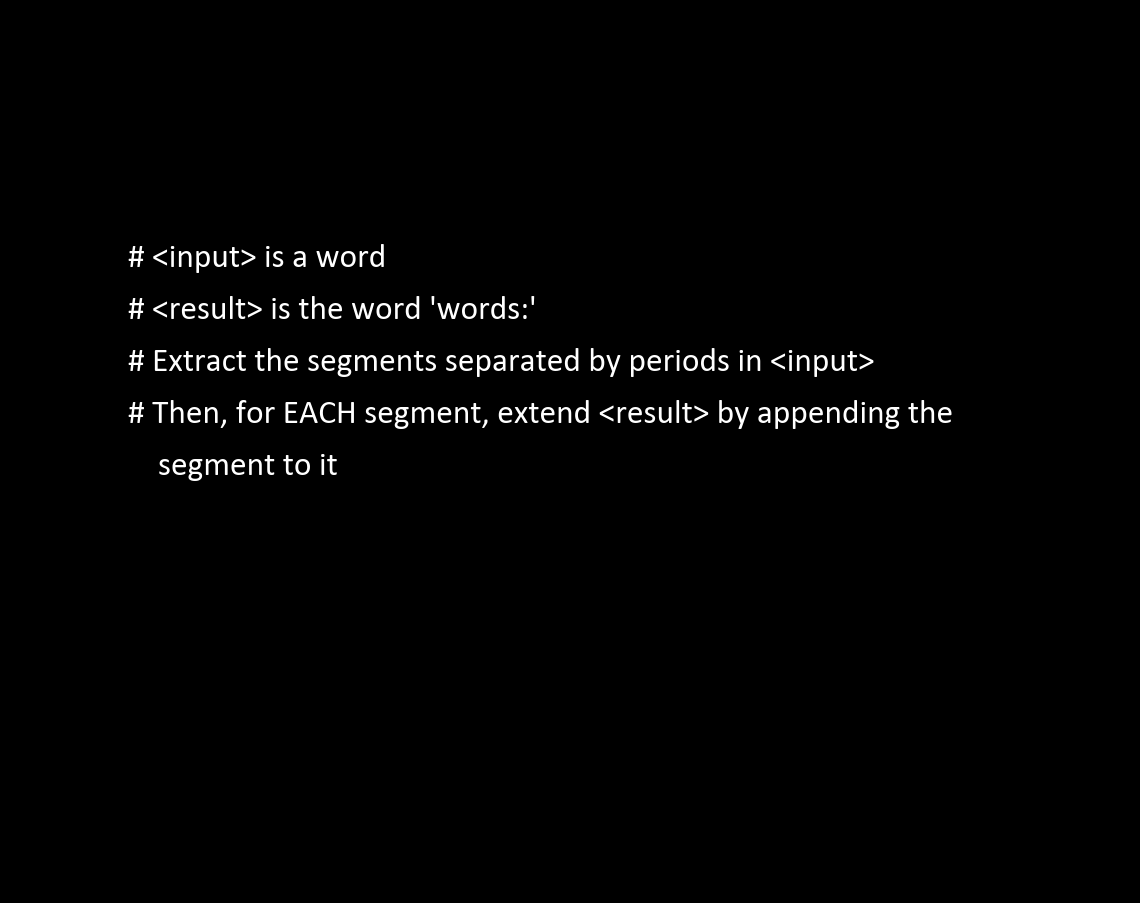 # <input> is a word
# <result> is the word 'words:'
# Extract the segments separated by periods in <input>
# Then, for EACH segment, extend <result> by appending the
segment to it